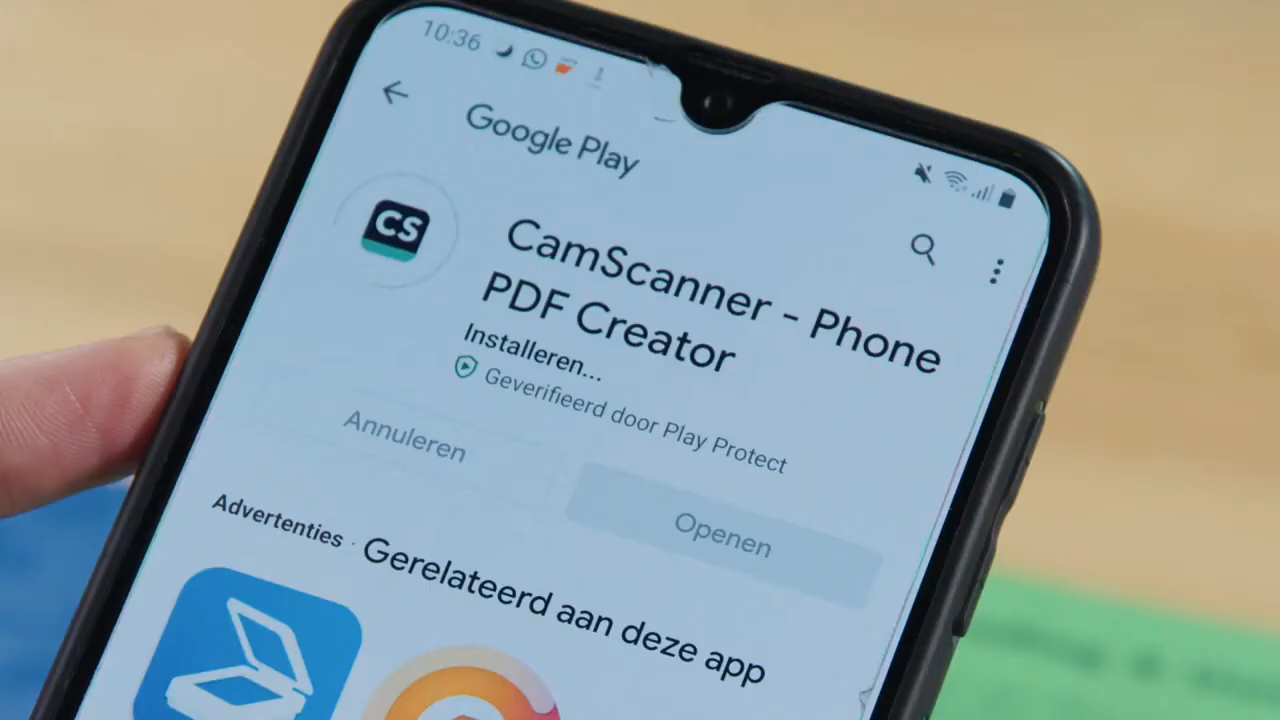 10:36
Google Play
CS
CamScanner - Phone
PDF Creator
Installeren...
Geverifieerd door Play Protect
Annuleren
Openen
Advertenties · Gerelateerd aan deze app